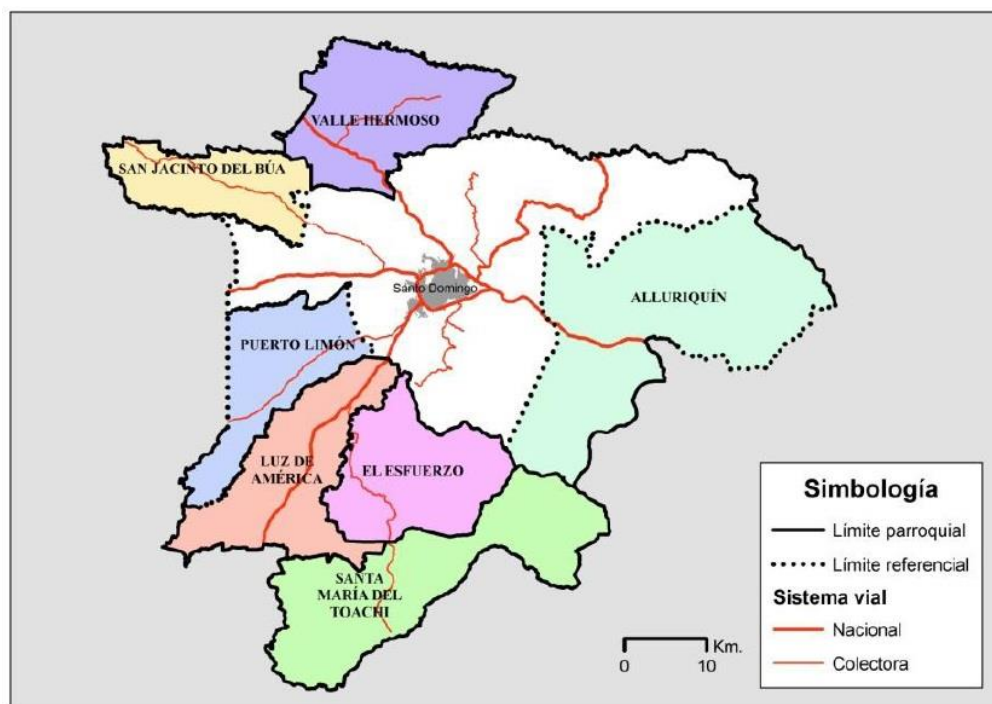 VALLE HERMOSO
SAN JACINTO DEL BÚA
Santo Domingo
ALLURIQUÍN
PUERTO LIMÓN
LUZ DE
AMÉRICA
EL ESFUERZO
SANTA
MARÍA DEL
TOACHI
Simbología
Límite parroquial
Límite referencial
Sistema vial
Nacional
Colectora
Km.
0 10